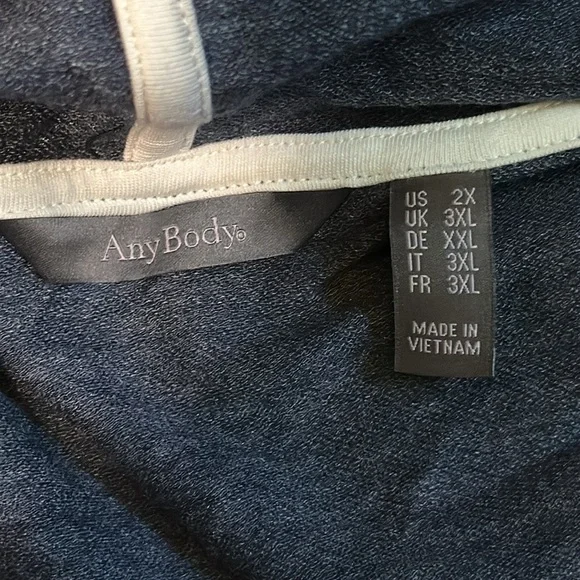 AnyBody®
US 2X
UK 3XL
DE XXL
IT 3XL
FR 3XL
MADE IN
VIETNAM